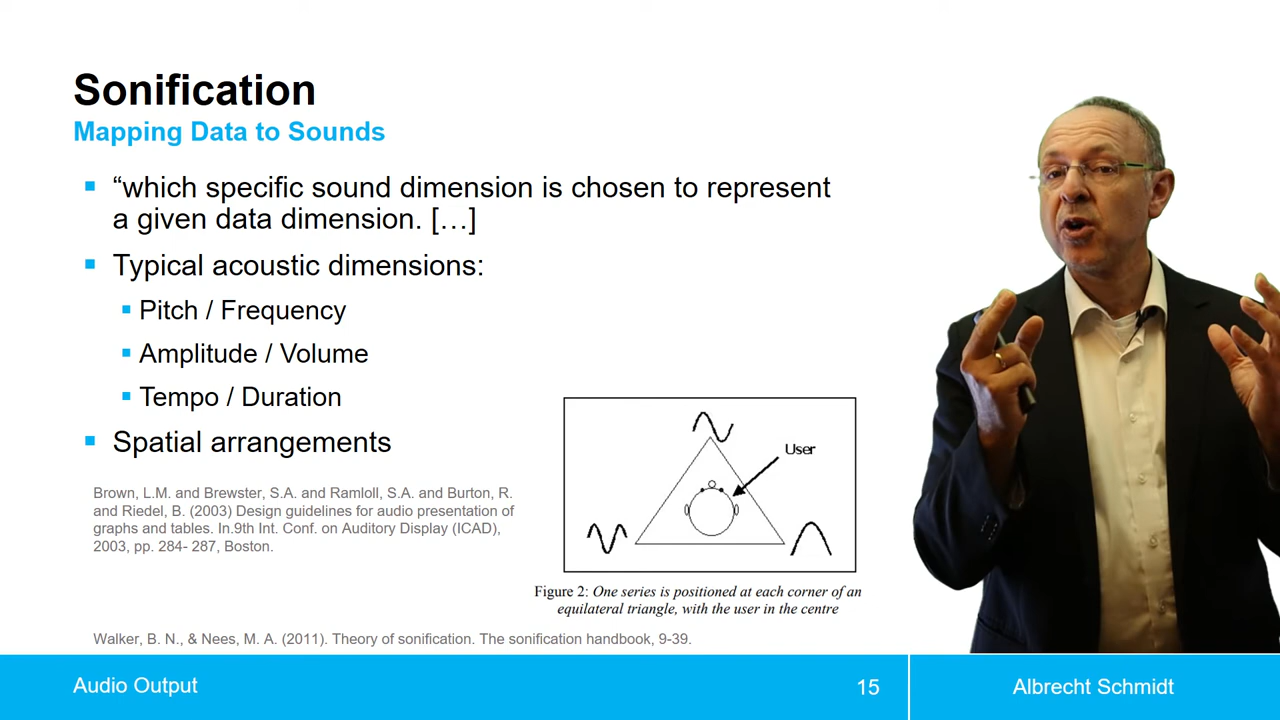 Sonification
Mapping Data to Sounds
“which specific sound dimension is chosen to represent
a given data dimension. […]
Typical acoustic dimensions:
Pitch / Frequency
Amplitude / Volume
Tempo / Duration
Spatial arrangements
User
Brown, L.M. and Brewster, S.A. and Ramloll, S.A. and Burton, R.
and Riedel, B. (2003) Design guidelines for audio presentation of
graphs and tables. In.9th Int. Conf. on Auditory Display (ICAD),
2003, pp. 284- 287, Boston.
Figure 2: One series is positioned at each corner of an
equilateral triangle, with the user in the centre
Walker, B. N., & Nees, M. A. (2011). Theory of sonification. The sonification handbook, 9-39.
Audio Output
15
Albrecht Schmidt